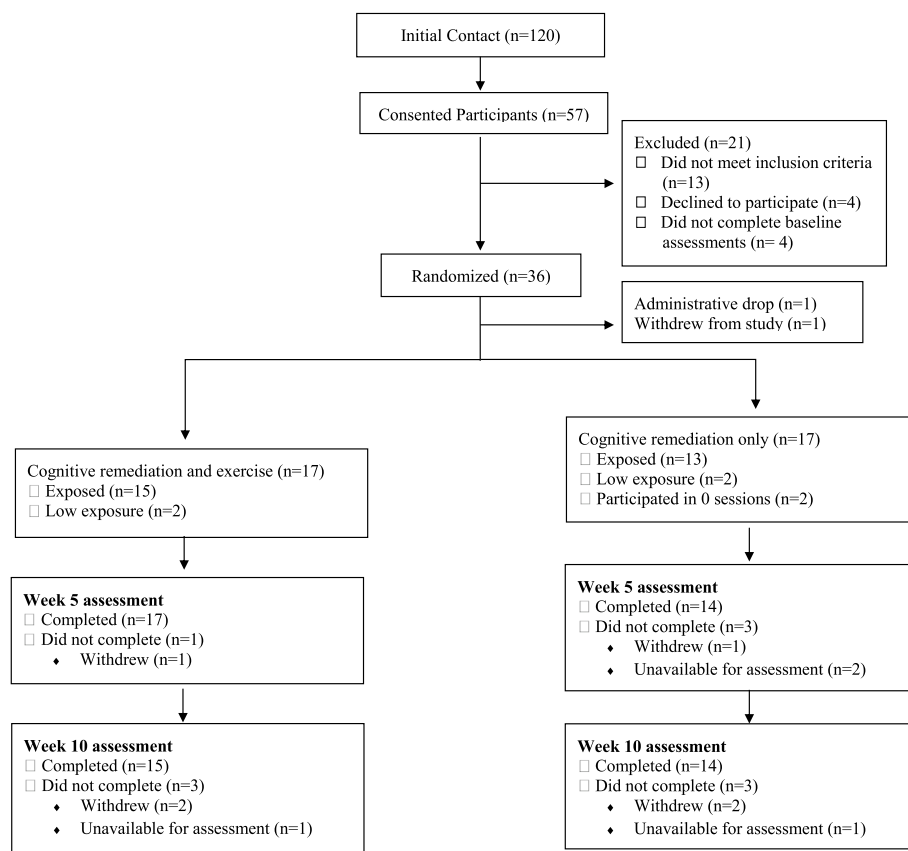 Initial Contact (n=120)
Consented Participants (n=57)
Excluded (n=21)
Did not meet inclusion criteria
(n=13)
Declined to participate (n=4)
Did not complete baseline
assessments (n= 4)
Randomized (n=36)
Administrative drop (n=1)
Withdrew from study (n=1)
Cognitive remediation and exercise (n=17)
Exposed (n=15)
Low exposure (n=2)
Cognitive remediation only (n=17)
Exposed (n=13)
Low exposure (n=2)
Participated in 0 sessions (n=2)
Week 5 assessment
Completed (n=17)
Did not complete (n=1)
Withdrew (n=1)
Week 5 assessment
Completed (n=14)
Did not complete (n=3)
Withdrew (n=1)
Unavailable for assessment (n=2)
Week 10 assessment
Completed (n=15)
Did not complete (n=3)
Withdrew (n=2)
Unavailable for assessment (n=1)
Week 10 assessment
Completed (n=14)
Did not complete (n=3)
Withdrew (n=2)
Unavailable for assessment (n=1)